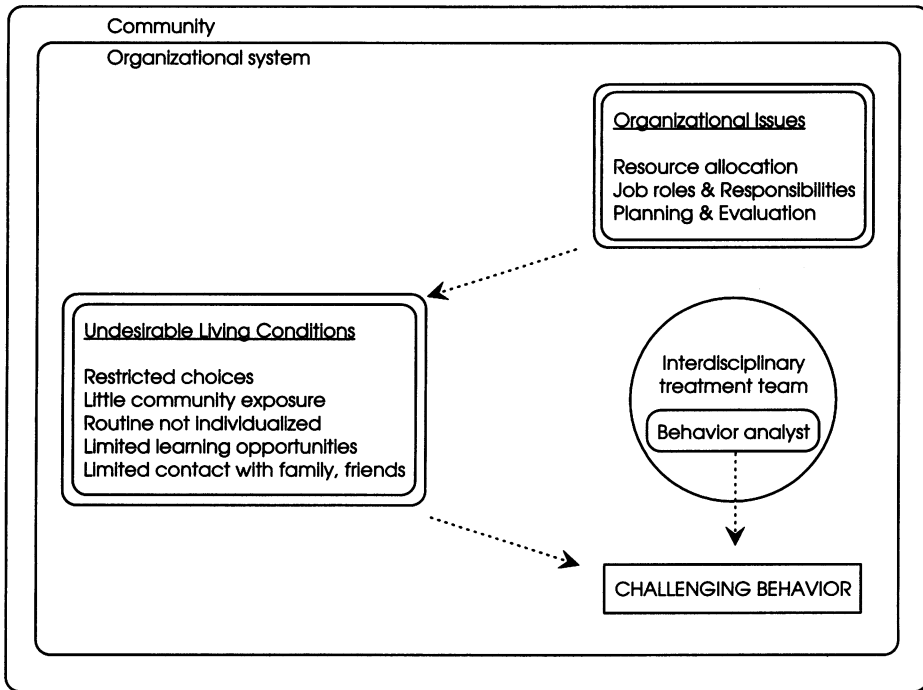 Community
Organizational system
Organizational Issues
Resource allocation
Job roles & Responsibilities
Planning & Evaluation
Undesirable Living Conditions
Restricted choices
Little community exposure
Routine not individualized
Limited learning opportunities
Limited contact with family, friends
Interdisciplinary
treatment team
Behavior analyst
CHALLENGING BEHAVIOR